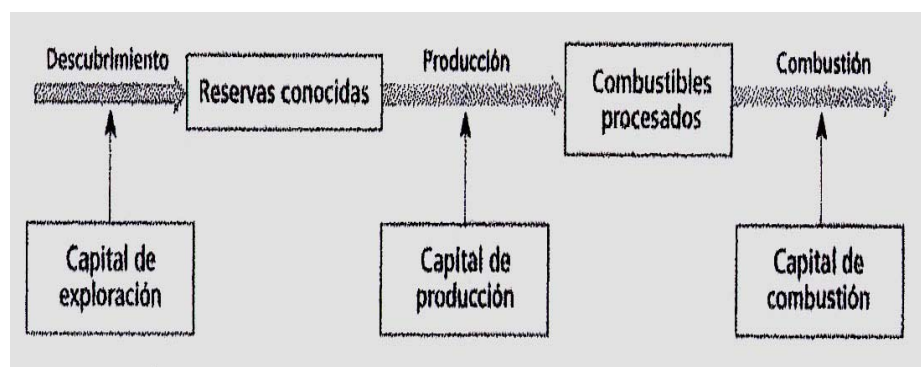 Descubrimiento
Reservas conocidas
Producción
Combustibles
procesados
Combustión
Capital de
exploración
Capital de
producción
Capital de
combustión